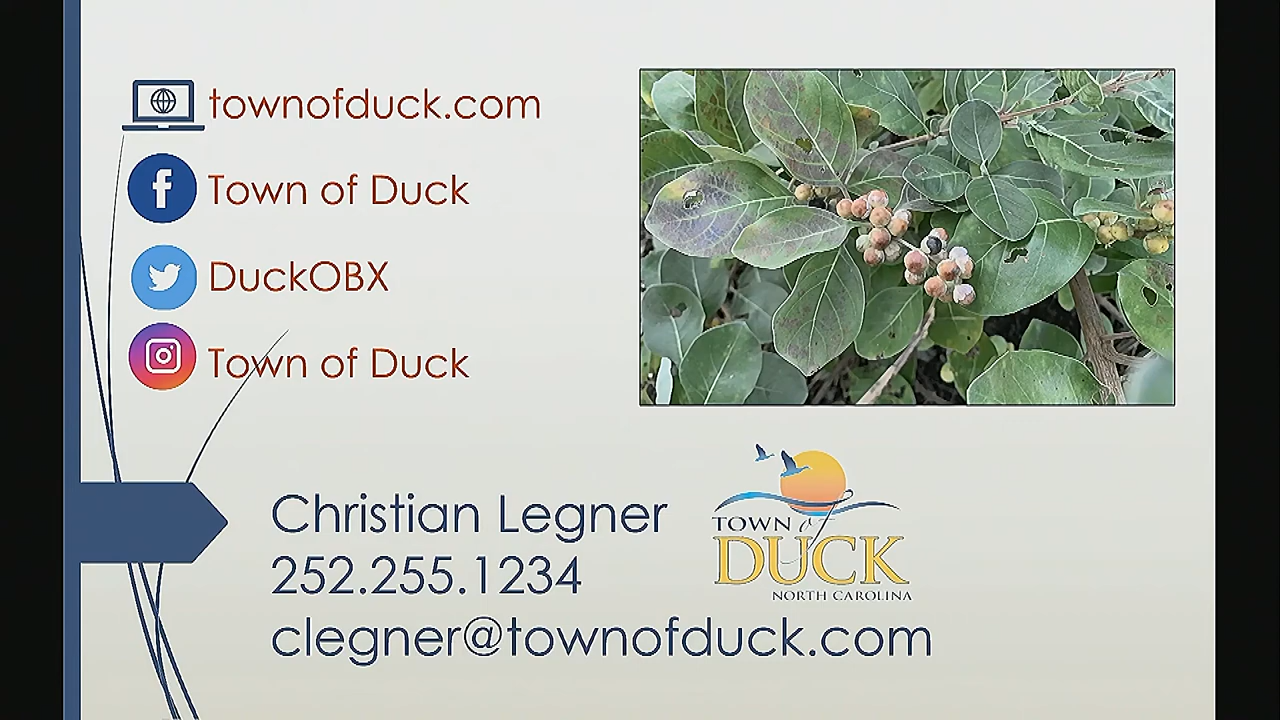 townofduck.com
Town of Duck
DuckOBX
Town of Duck
Christian Legner
252.255.1234
clegner@townofduck.com
TOWN of
DUCK
NORTH CAROLINA